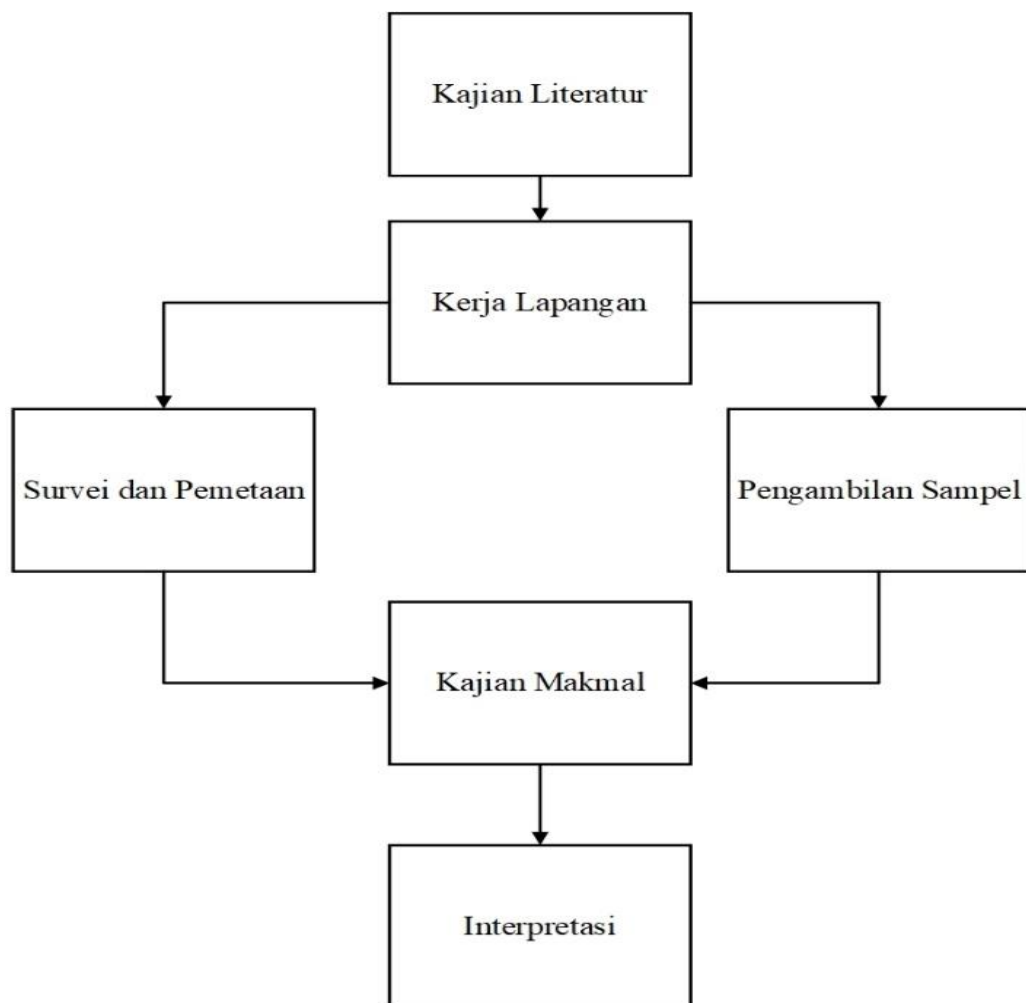 Kajian Literatur
Kerja Lapangan
Survei dan Pemetaan
Pengambilan Sampel
Kajian Makmal
Interpretasi